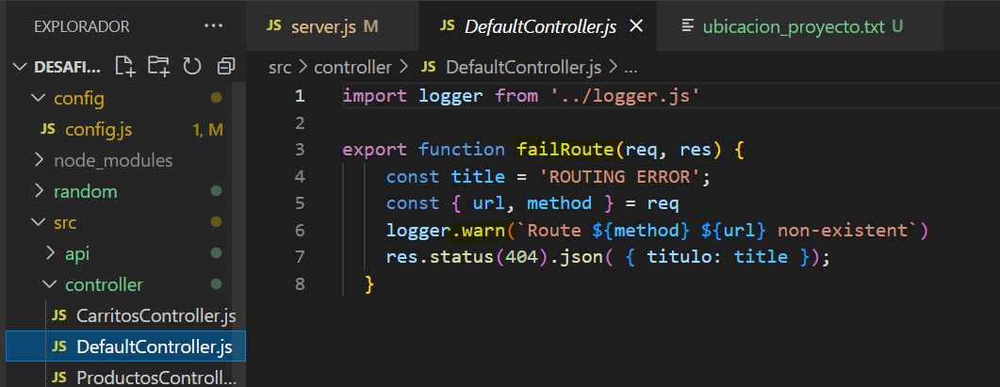 EXPLORADOR ...
DESAFI...
config
JS config.js 1, M
node_modules
random
src
api
controller
JS CarritosController.js
JS DefaultController.js
JS ProductosControll...
JS server.js M
JS DefaultController.js
ubicacion_proyecto.txt U
src > controller > JS DefaultController.js > ...
1 import logger from '../logger.js'
2
3 export function failRoute(req, res) {
4 const title = 'ROUTING ERROR';
5 const { url, method } = req
6 logger.warn(`Route ${method} ${url} non-existent`)
7 res.status(404).json( { titulo: title });
8 }